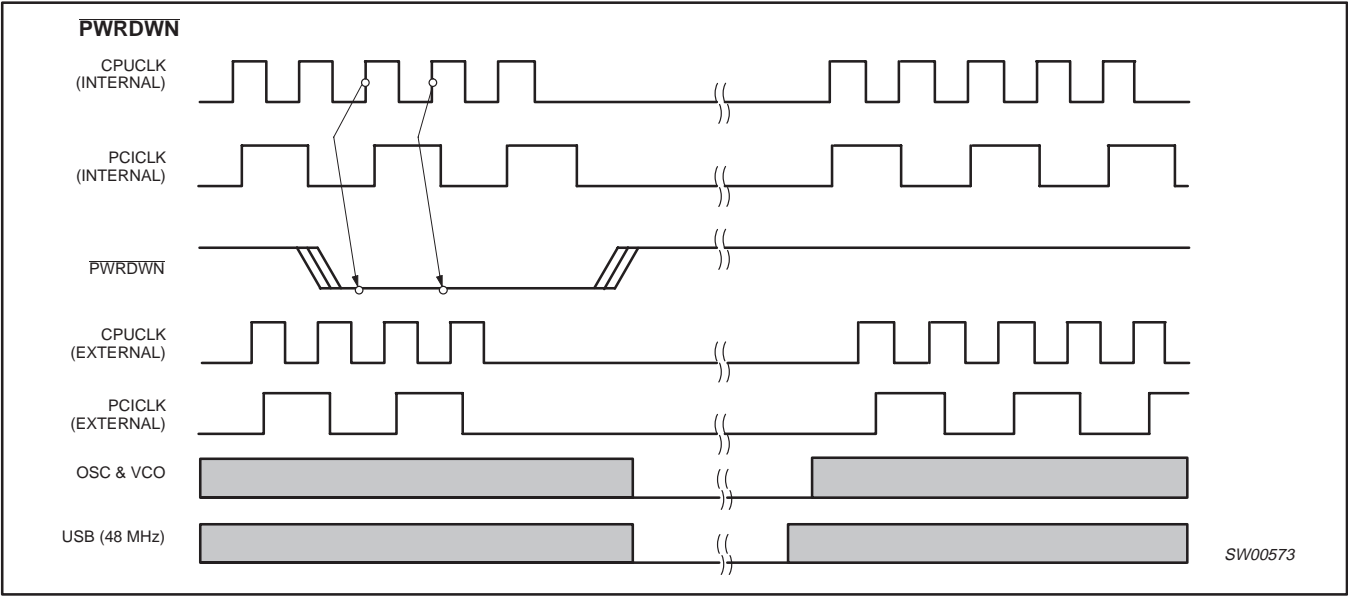 PWRDWN
CPUCLK
(INTERNAL)
PCICLK
(INTERNAL)
PWRDWN
CPUCLK
(EXTERNAL)
PCICLK
(EXTERNAL)
OSC & VCO
USB (48 MHz)
SW00573